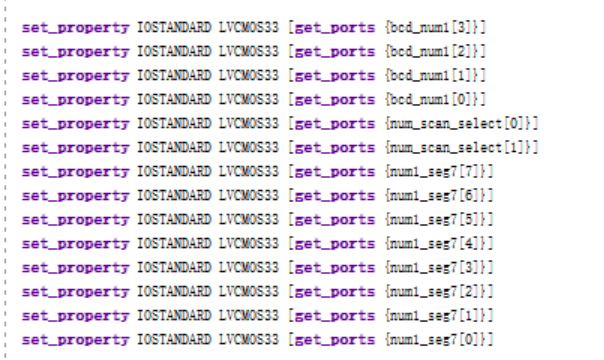 set_property IOSTANDARD LVCMOS33 [get_ports {bcd_num1[3]}]
set_property IOSTANDARD LVCMOS33 [get_ports {bcd_num1[2]}]
set_property IOSTANDARD LVCMOS33 [get_ports {bcd_num1[1]}]
set_property IOSTANDARD LVCMOS33 [get_ports {bcd_num1[0]}]
set_property IOSTANDARD LVCMOS33 [get_ports {num_scan_select[0]}]
set_property IOSTANDARD LVCMOS33 [get_ports {num_scan_select[1]}]
set_property IOSTANDARD LVCMOS33 [get_ports {num1_seg7[7]}]
set_property IOSTANDARD LVCMOS33 [get_ports {num1_seg7[6]}]
set_property IOSTANDARD LVCMOS33 [get_ports {num1_seg7[5]}]
set_property IOSTANDARD LVCMOS33 [get_ports {num1_seg7[4]}]
set_property IOSTANDARD LVCMOS33 [get_ports {num1_seg7[3]}]
set_property IOSTANDARD LVCMOS33 [get_ports {num1_seg7[2]}]
set_property IOSTANDARD LVCMOS33 [get_ports {num1_seg7[1]}]
set_property IOSTANDARD LVCMOS33 [get_ports {num1_seg7[0]}]